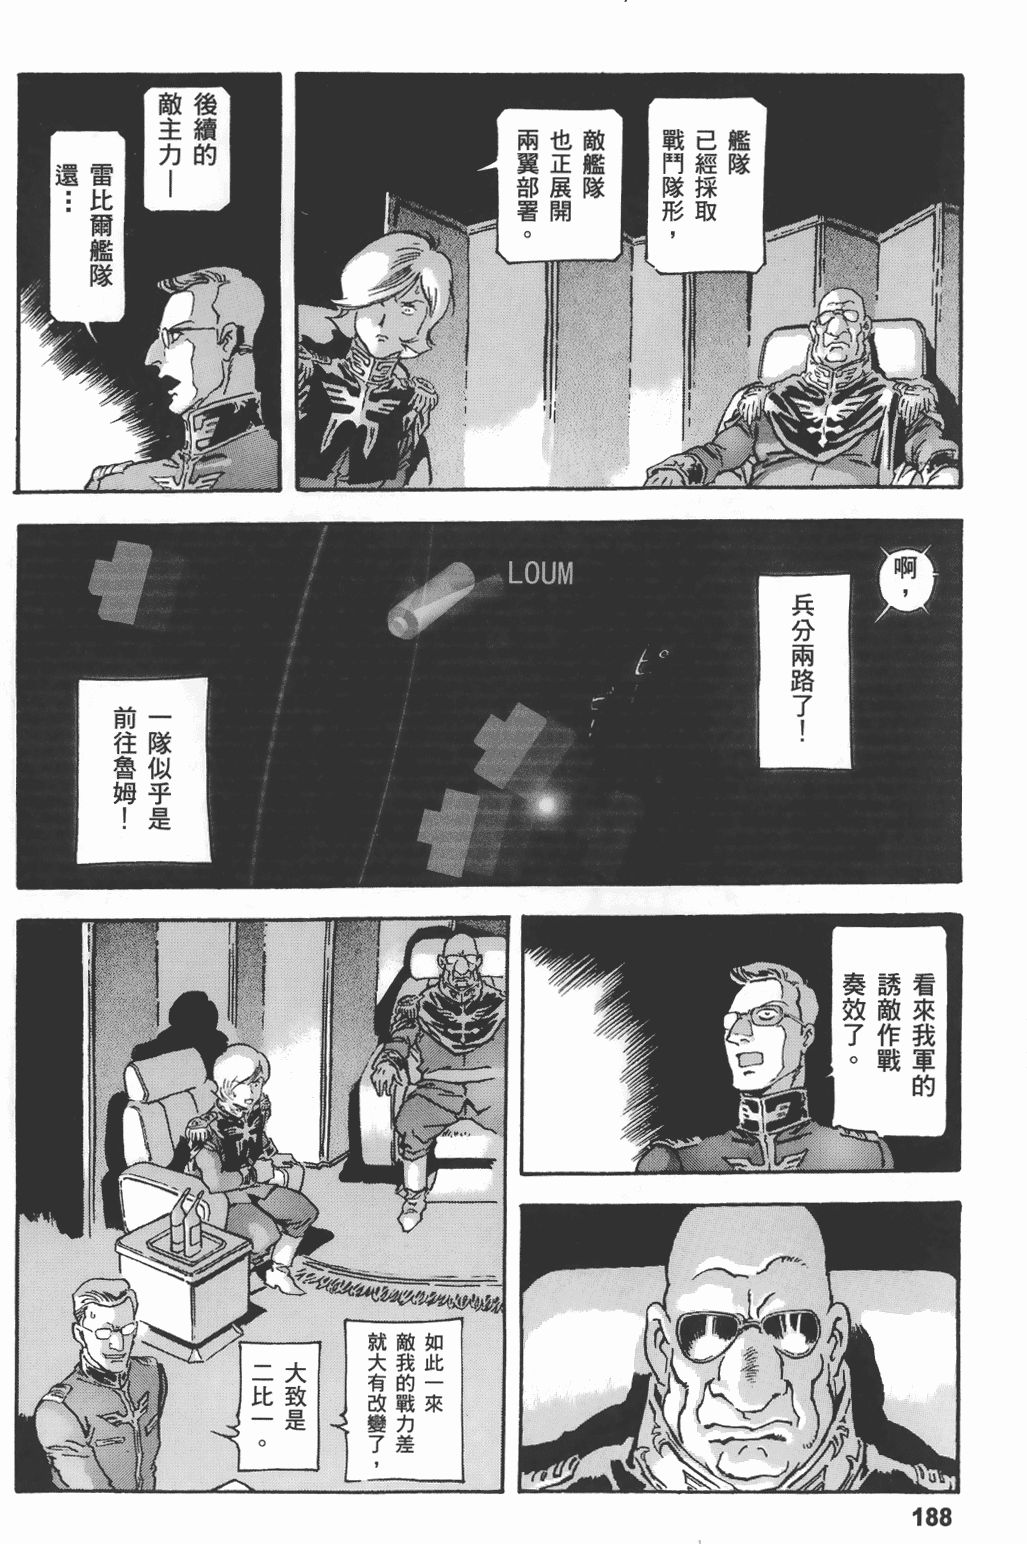 艦隊
已經採取
戰鬥隊形，
敵艦隊
也正展開
兩翼部署。
後續的
敵主力—
雷比爾艦隊
還…
啊，
兵分兩路了！
LOUM
一隊似乎是
前往魯姆！
看來我軍的
誘敵作戰
奏效了。
如此一來
敵我的戰力差
就大有改變了，
大致是
二比一。
188